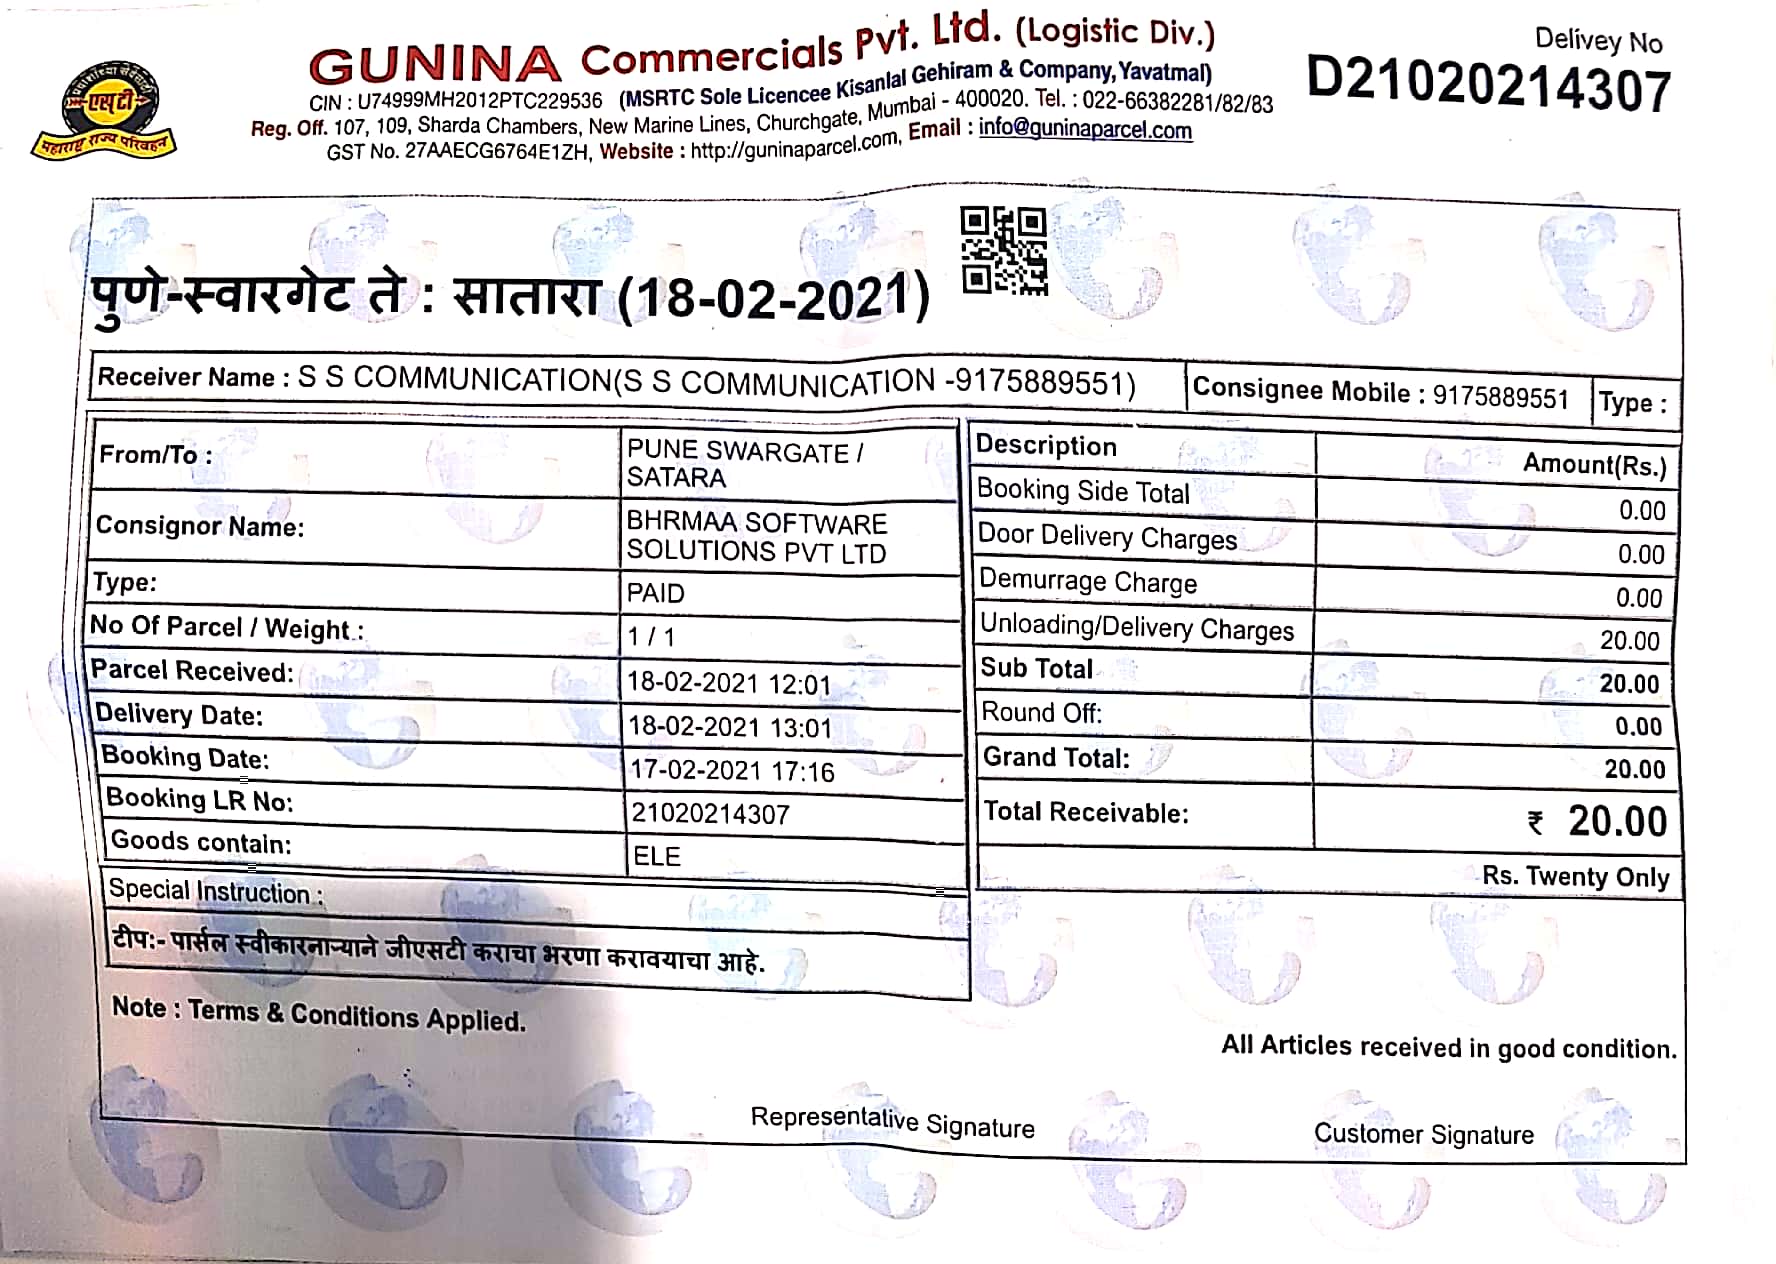 GUNINA Commercials Pvt. Ltd. (Logistic Div.)
CIN : U74999MH2012PTC229536 (MSRTC Sole Licencee Kisanlal Gehiram & Company, Yavatmal)
Reg. Off. 107, 109, Sharda Chambers, New Marine Lines, Churchgate, Mumbai - 400020. Tel. : 022-66382281/82/83
GST No. 27AAECG6764E1ZH, Website : http://guninaparcel.com, Email : info@guninaparcel.com
Delivey No
D21020214307
एसटी
महाराष्ट्र राज्य परिवहन
पुणे-स्वारगेट ते : सातारा (18-02-2021)
Receiver Name : S S COMMUNICATION(S S COMMUNICATION -9175889551) Consignee Mobile : 9175889551 Type :
From/To : PUNE SWARGATE /
SATARA
Consignor Name: BHRMAA SOFTWARE
SOLUTIONS PVT LTD
Type: PAID
No Of Parcel / Weight : 1 / 1
Parcel Received: 18-02-2021 12:01
Delivery Date: 18-02-2021 13:01
Booking Date: 17-02-2021 17:16
Booking LR No: 21020214307
Goods contain: ELE
Special Instruction :
टीप:- पार्सल स्वीकारनाऱ्याने जीएसटी कराचा भरणा करावयाचा आहे.
Description Amount(Rs.)
Booking Side Total 0.00
Door Delivery Charges 0.00
Demurrage Charge 0.00
Unloading/Delivery Charges 20.00
Sub Total 20.00
Round Off: 0.00
Grand Total: 20.00
Total Receivable: ₹ 20.00
Rs. Twenty Only
Note : Terms & Conditions Applied.
All Articles received in good condition.
Representative Signature
Customer Signature